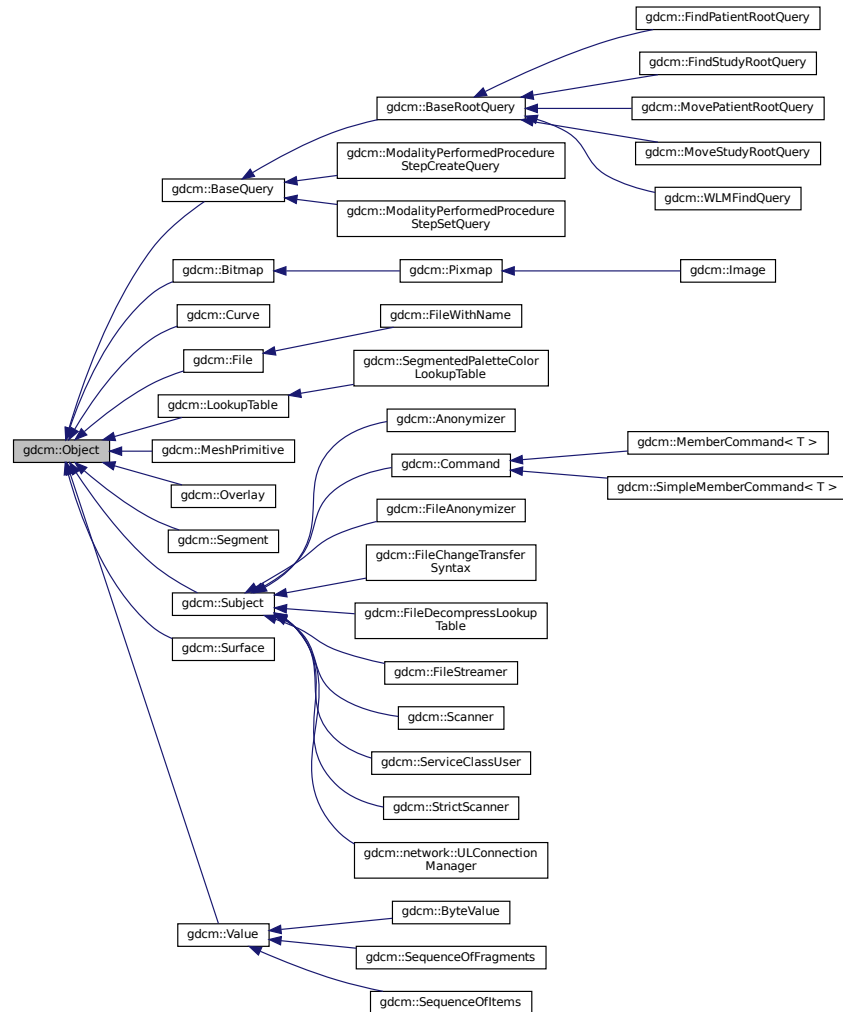 gdcm::FindPatientRootQuery
gdcm::FindStudyRootQuery
gdcm::BaseRootQuery
gdcm::MovePatientRootQuery
gdcm::ModalityPerformedProcedure
StepCreateQuery
gdcm::MoveStudyRootQuery
gdcm::BaseQuery
gdcm::WLMFindQuery
gdcm::ModalityPerformedProcedure
StepSetQuery
gdcm::Bitmap
gdcm::Pixmap
gdcm::Image
gdcm::Curve
gdcm::FileWithName
gdcm::File
gdcm::SegmentedPaletteColor
LookupTable
gdcm::LookupTable
gdcm::Anonymizer
gdcm::Object
gdcm::MeshPrimitive
gdcm::MemberCommand< T >
gdcm::Command
gdcm::SimpleMemberCommand< T >
gdcm::Overlay
gdcm::FileAnonymizer
gdcm::Segment
gdcm::FileChangeTransfer
Syntax
gdcm::Subject
gdcm::FileDecompressLookup
Table
gdcm::Surface
gdcm::FileStreamer
gdcm::Scanner
gdcm::ServiceClassUser
gdcm::StrictScanner
gdcm::network::ULConnection
Manager
gdcm::ByteValue
gdcm::Value
gdcm::SequenceOfFragments
gdcm::SequenceOfItems